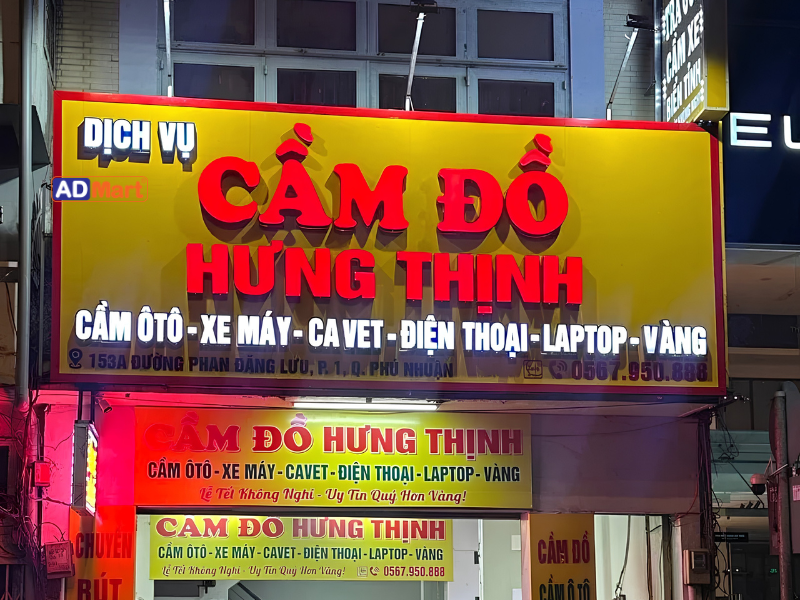 DỊCH VỤ
ADMart
CẦM ĐỒ
HƯNG THỊNH
CẦM ÔTÔ - XE MÁY - CA VET - ĐIỆN THOẠI - LAPTOP - VÀNG
153A ĐƯỜNG PHAN ĐĂNG LƯU, P. 1, Q. PHÚ NHUẬN
0567.950.888
CẦM XE
EU
CẦM ĐỒ HƯNG THỊNH
CẦM ÔTÔ - XE MÁY - CAVET - ĐIỆN THOẠI - LAPTOP - VÀNG
Lễ Tết Không Nghỉ - Uy Tín Quý Hơn Vàng!
CẦM ĐỒ HƯNG THỊNH
CẦM ÔTÔ - XE MÁY - CAVET - ĐIỆN THOẠI - LAPTOP - VÀNG
Lễ Tết Không Nghỉ - Uy Tín Quý Hơn Vàng! 0567.950.888
CHUYÊN
RÚT
CẦM ĐỒ
CẦM ÔTÔ